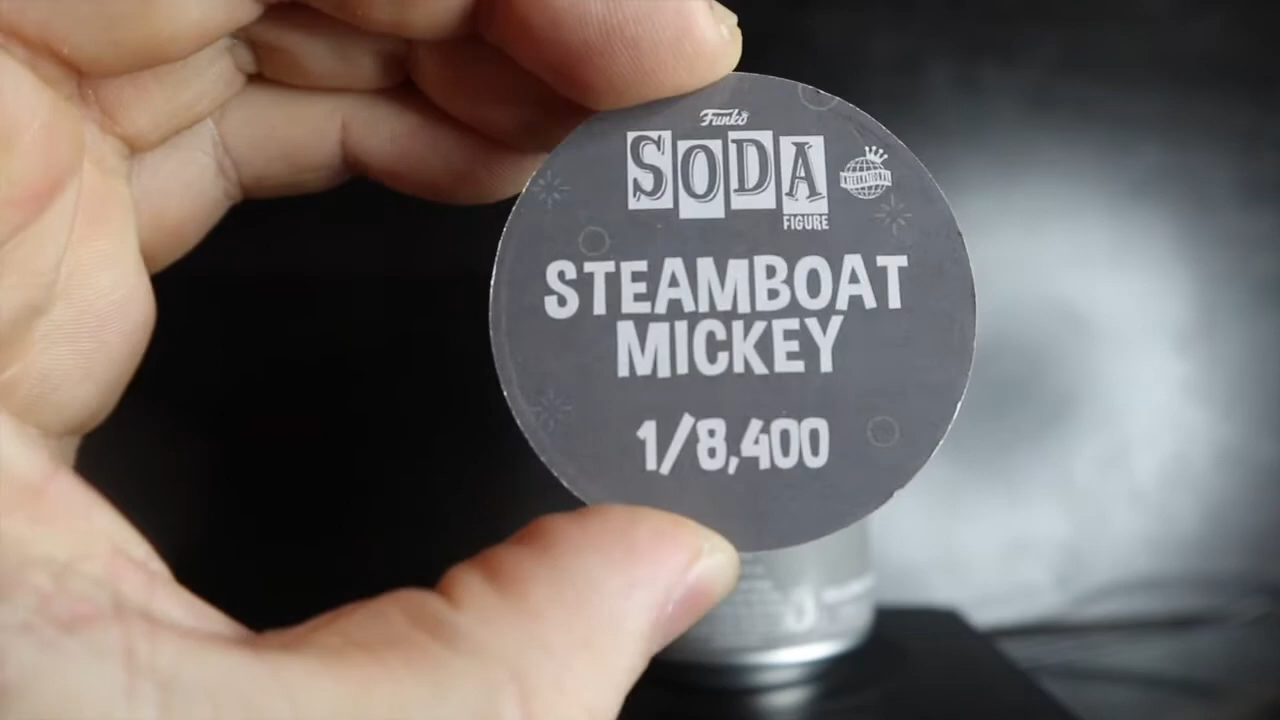 Funko
SODA
FIGURE
INTERNATIONAL
STEAMBOAT
MICKEY
1/8,400